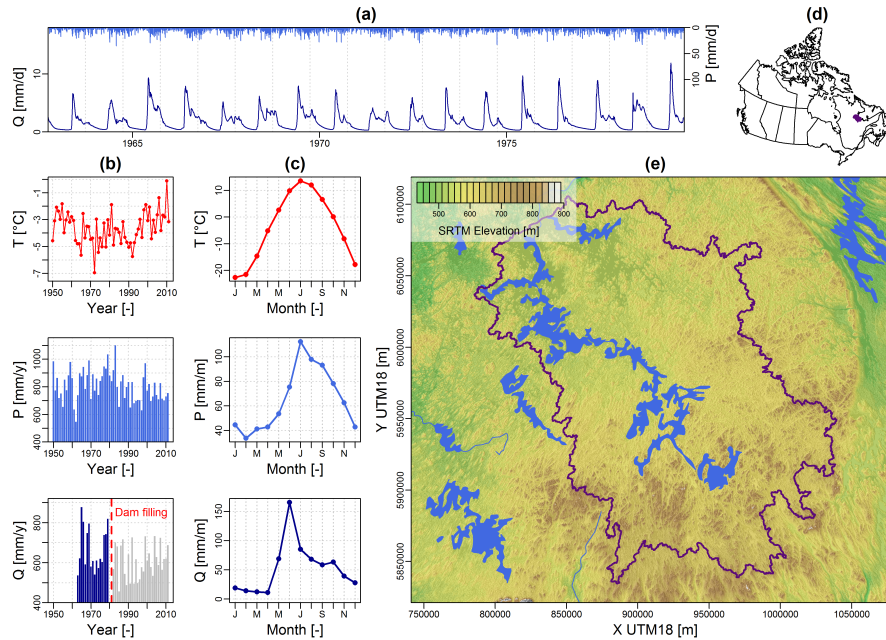 (a)
Q [mm/d]
10
0
1965
1970
1975
0
50
100
P [mm/d]
(d)
(b)
T [°C]
-1
-3
-5
-7
1950
1970
1990
2010
Year [-]
(c)
T [°C]
10
0
-10
-20
J
M
M
J
S
N
Month [-]
P [mm/y]
1000
800
600
400
1950
1970
1990
2010
Year [-]
P [mm/m]
100
80
60
40
J
M
M
J
S
N
Month [-]
Q [mm/y]
800
600
400
Dam filling
1950
1970
1990
2010
Year [-]
Q [mm/m]
150
100
50
0
J
M
M
J
S
N
Month [-]
(e)
500
600
700
800
900
SRTM Elevation [m]
Y UTM18 [m]
6100000
6050000
6000000
5950000
5900000
5850000
750000
800000
850000
900000
950000
1000000
1050000
X UTM18 [m]